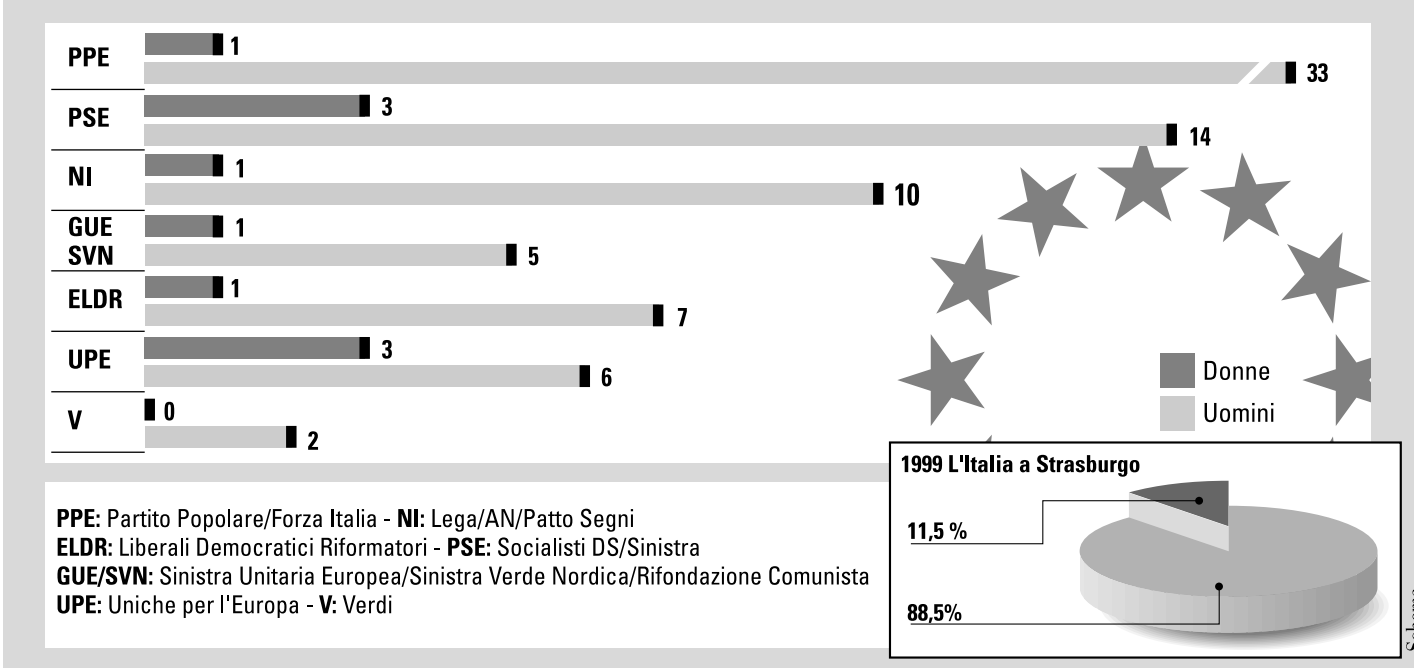 PPE
1
33
PSE
3
14
NI
1
10
GUE
SVN
1
5
ELDR
1
7
UPE
3
6
V
0
2
Donne
Uomini
PPE: Partito Popolare/Forza Italia - NI: Lega/AN/Patto Segni
ELDR: Liberali Democratici Riformatori - PSE: Socialisti DS/Sinistra
GUE/SVN: Sinistra Unitaria Europea/Sinistra Verde Nordica/Rifondazione Comunista
UPE: Uniche per l'Europa - V: Verdi
1999 L'Italia a Strasburgo
11,5 %
88,5%